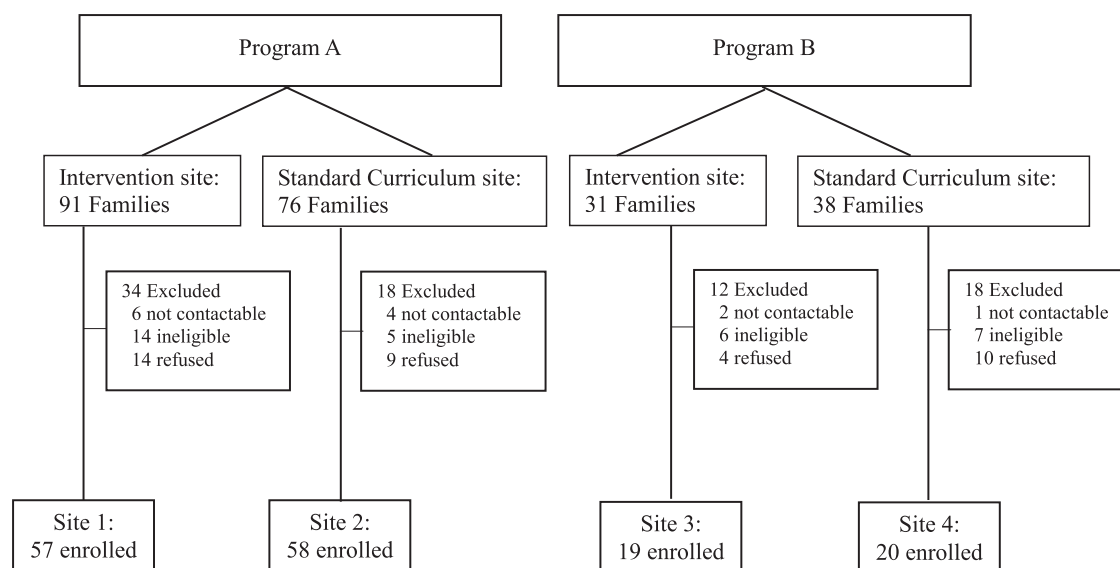 Program A
Program B
Intervention site:
91 Families
Standard Curriculum site:
76 Families
Intervention site:
31 Families
Standard Curriculum site:
38 Families
34 Excluded
6 not contactable
14 ineligible
14 refused
18 Excluded
4 not contactable
5 ineligible
9 refused
12 Excluded
2 not contactable
6 ineligible
4 refused
18 Excluded
1 not contactable
7 ineligible
10 refused
Site 1:
57 enrolled
Site 2:
58 enrolled
Site 3:
19 enrolled
Site 4:
20 enrolled